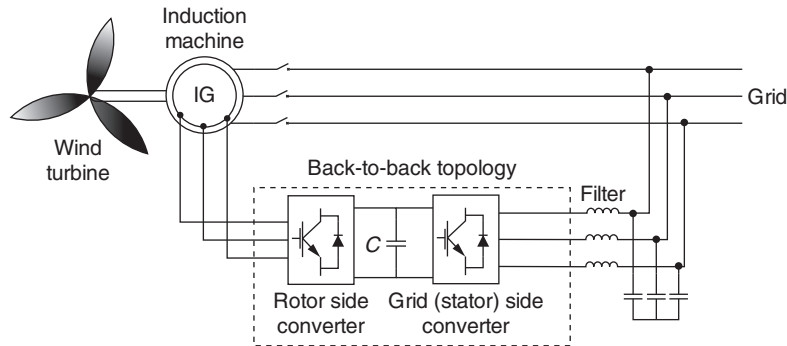 Induction
machine
IG
Grid
Wind
turbine
Back-to-back topology
Filter
C
Rotor side
converter
Grid (stator) side
converter